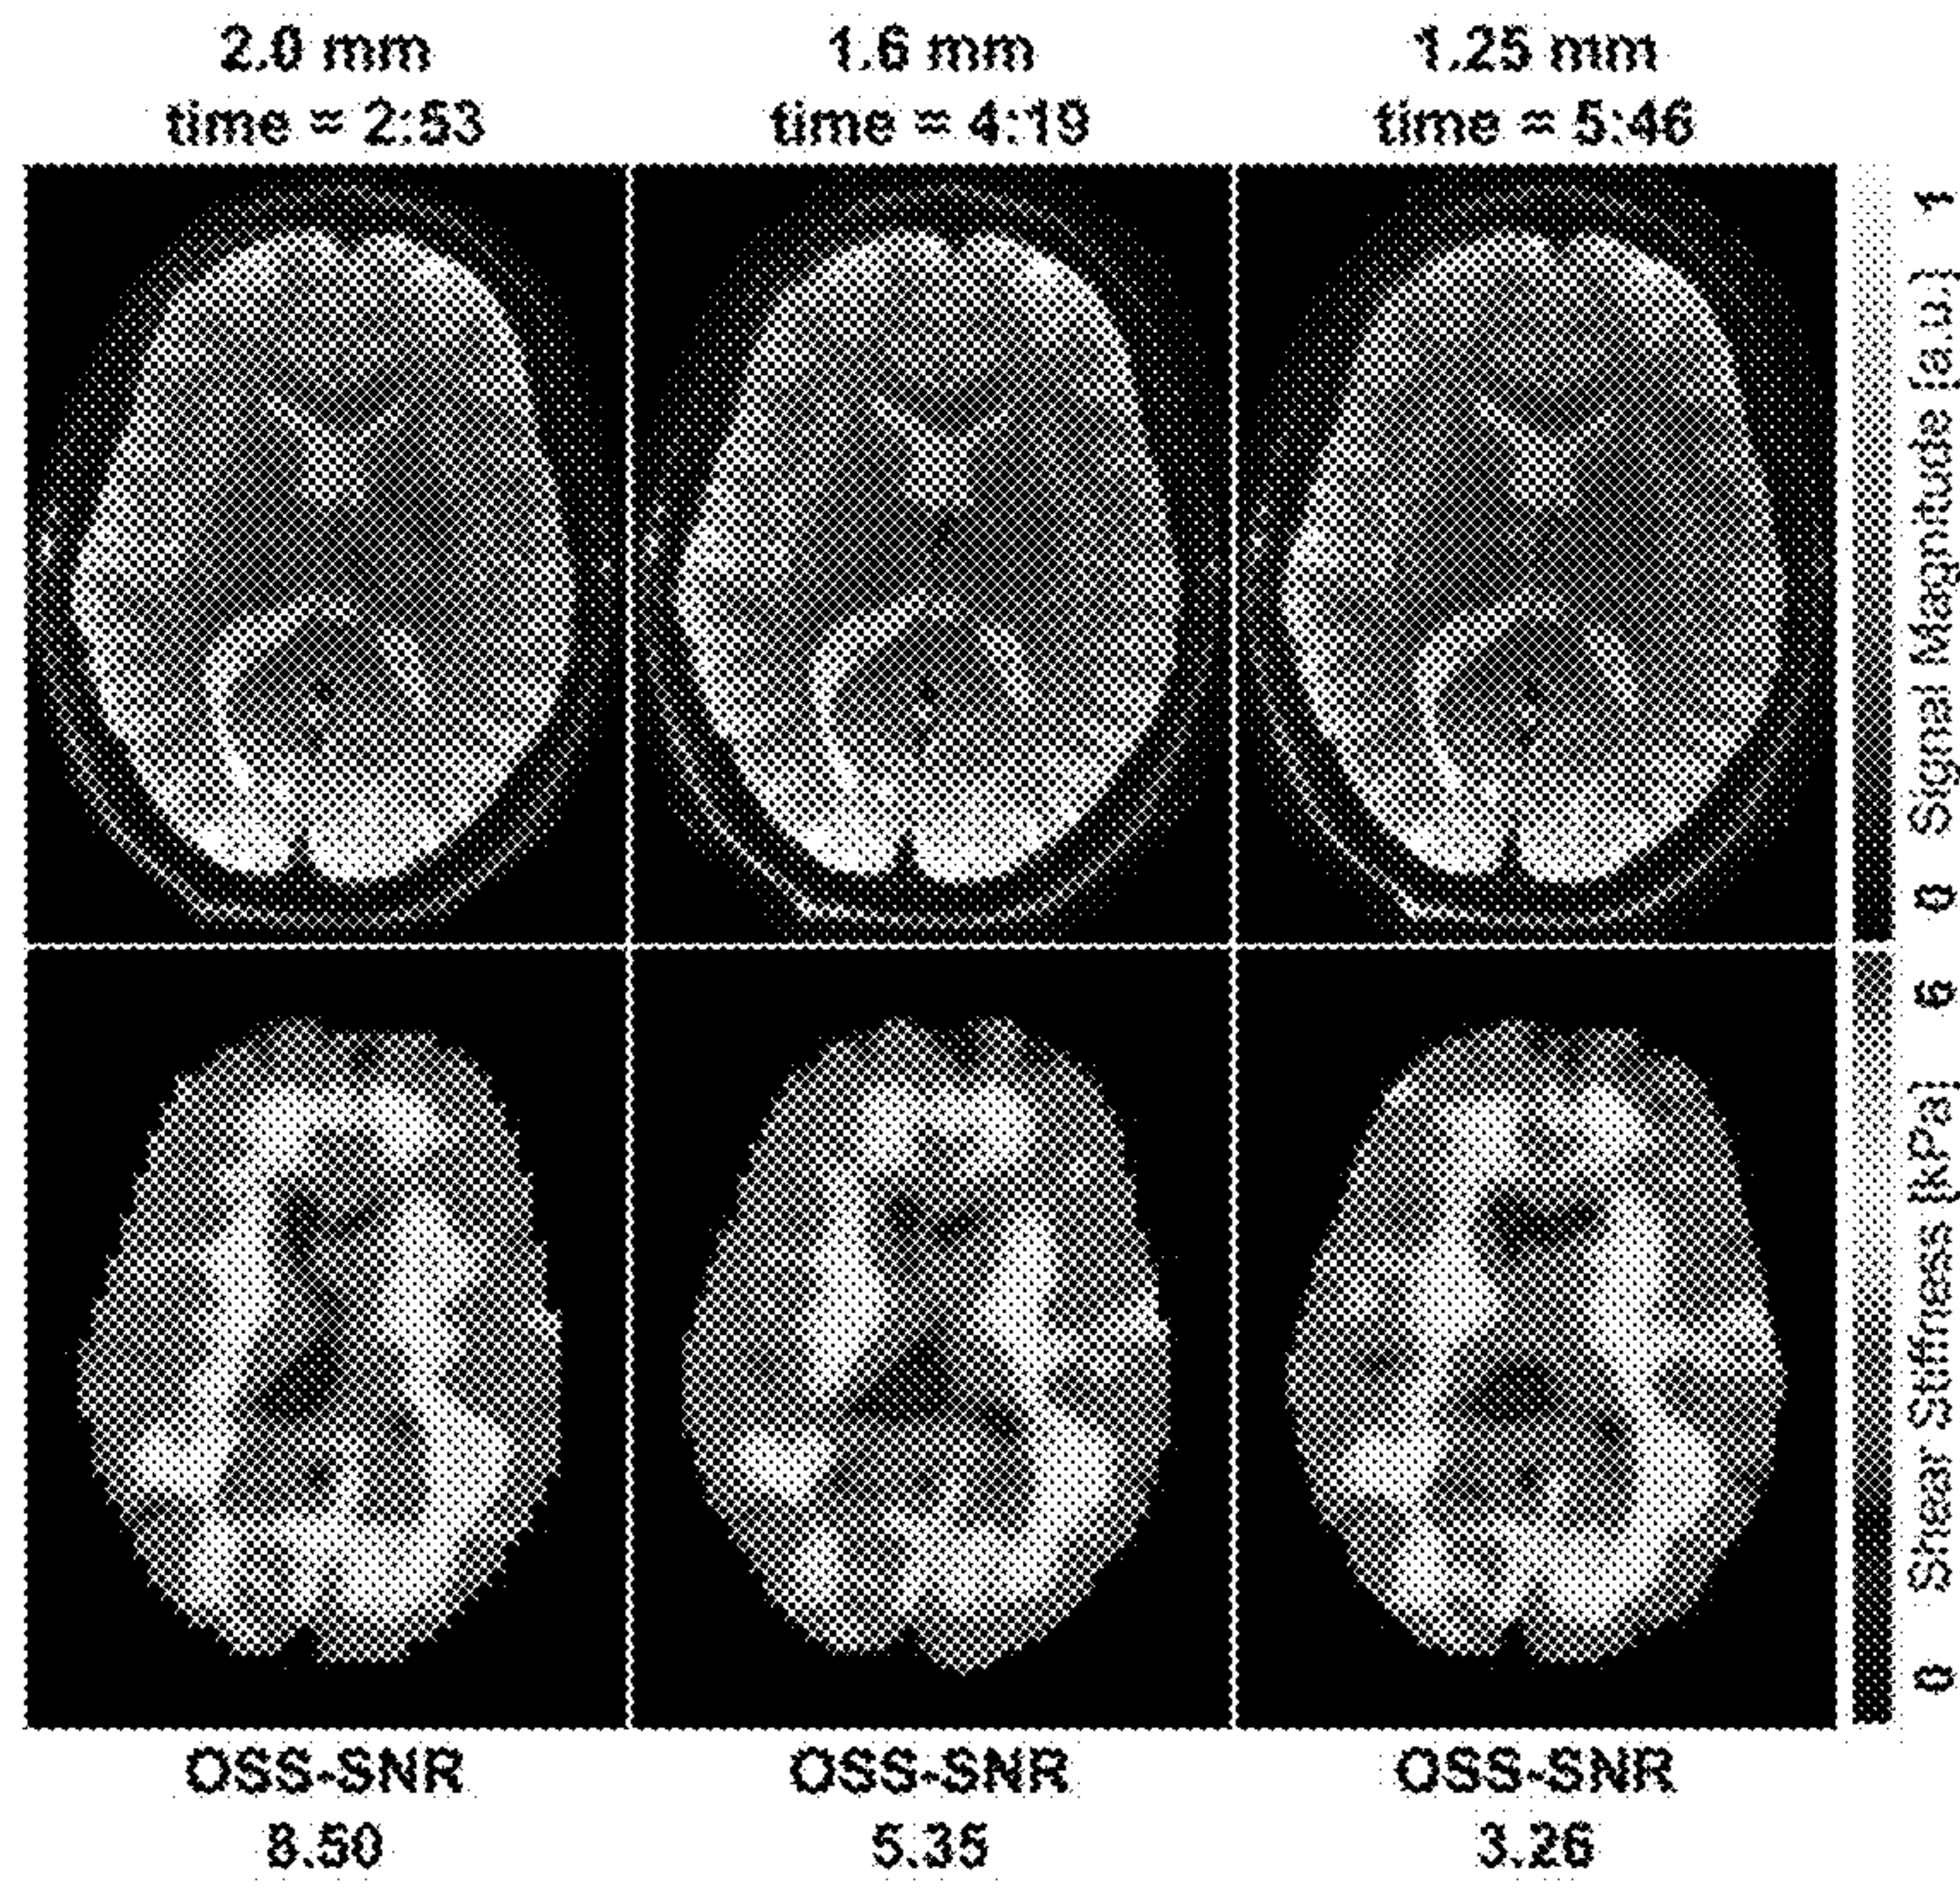 2.0 mm
time = 2:53
1.6 mm
time = 4:19
1.25 mm
time = 5:46
0 Signal Magnitude [a.u.] 1
0 Shear Stiffness [kPa] 6
OSS-SNR
8.50
OSS-SNR
5.35
OSS-SNR
3.26